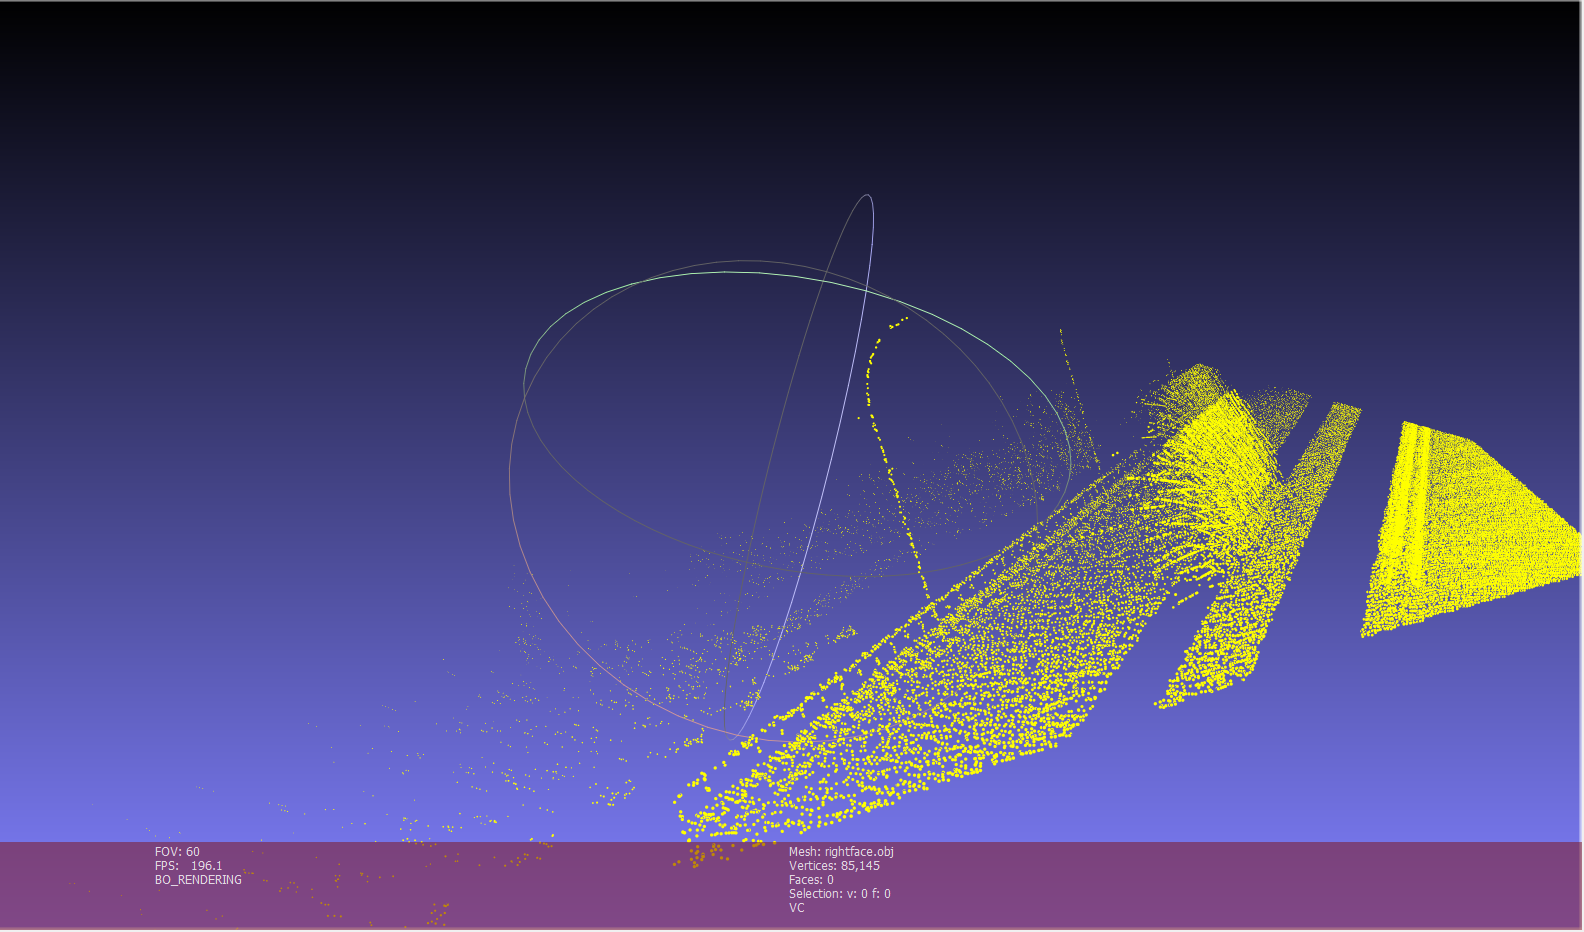 FOV: 60
FPS: 196.1
BO_RENDERING
Mesh: rightface.obj
Vertices: 85,145
Faces: 0
Selection: v: 0 f: 0
VC